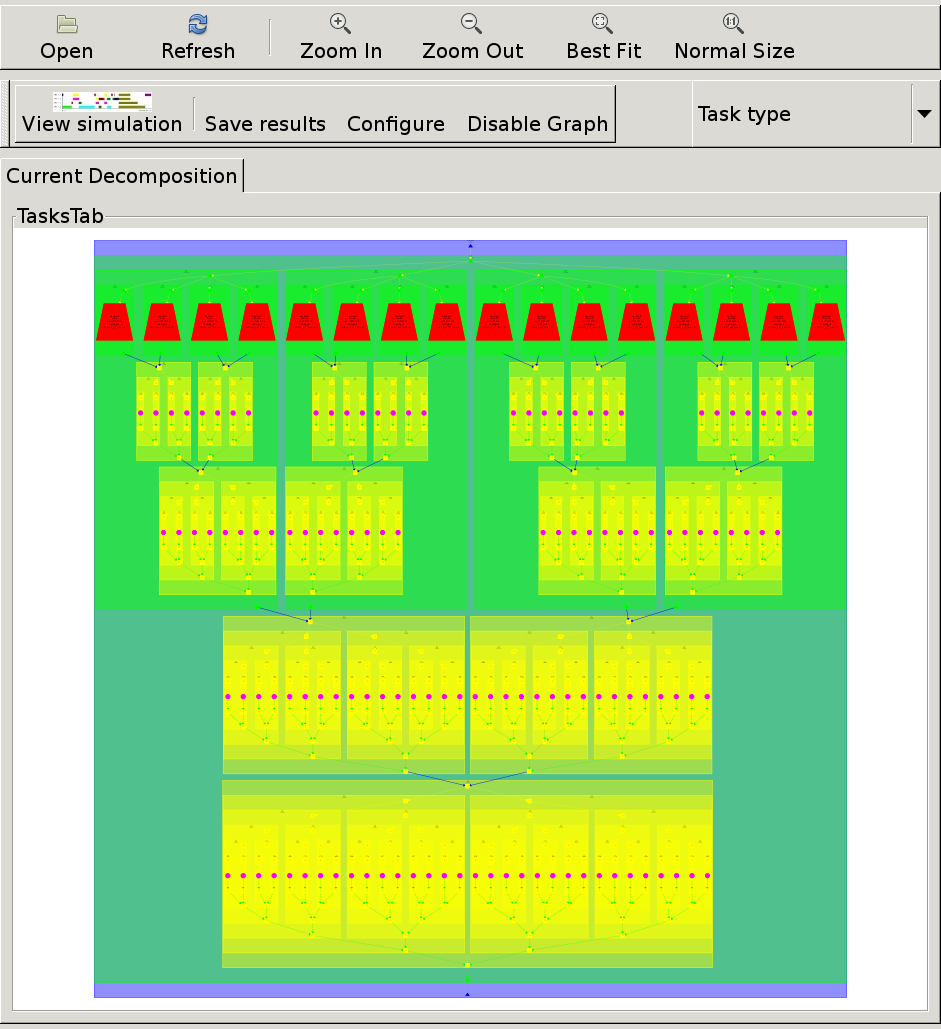 Open Refresh Zoom In Zoom Out Best Fit Normal Size
View simulation Save results Configure Disable Graph Task type
Current Decomposition
TasksTab